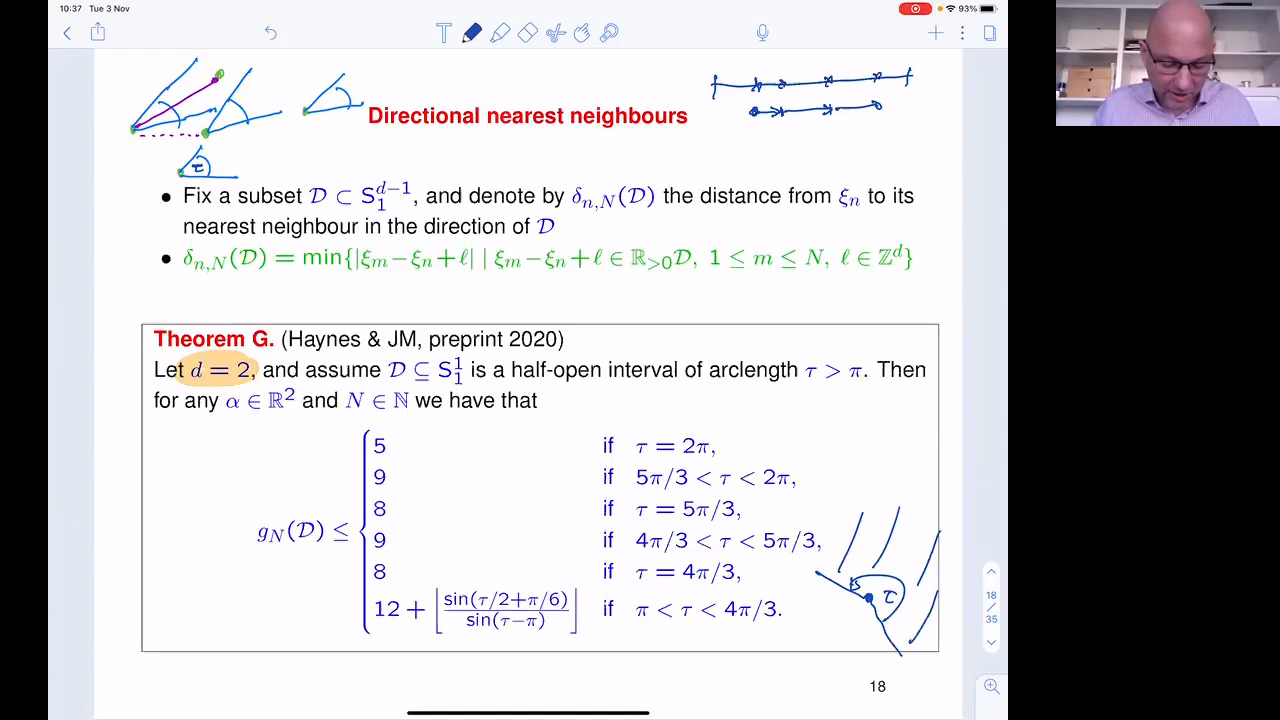 10:37 Tue 3 Nov
93%
Directional nearest neighbours
τ
• Fix a subset 𝒟 ⊂ S₁^{d−1}, and denote by δ_{n,N}(𝒟) the distance from ξ_n to its
nearest neighbour in the direction of 𝒟
• δ_{n,N}(𝒟) = min{|ξ_m − ξ_n + ℓ| | ξ_m − ξ_n + ℓ ∈ ℝ_{>0}𝒟, 1 ≤ m ≤ N, ℓ ∈ ℤ^d}
Theorem G. (Haynes & JM, preprint 2020)
Let d = 2, and assume 𝒟 ⊆ S₁¹ is a half-open interval of arclength τ > π. Then
for any α ∈ ℝ² and N ∈ ℕ we have that
g_N(𝒟) ≤
5 if τ = 2π,
9 if 5π/3 < τ < 2π,
8 if τ = 5π/3,
9 if 4π/3 < τ < 5π/3,
8 if τ = 4π/3,
12 + ⌊sin(τ/2+π/6)/sin(τ−π)⌋ if π < τ < 4π/3.
τ
18
18
/
35